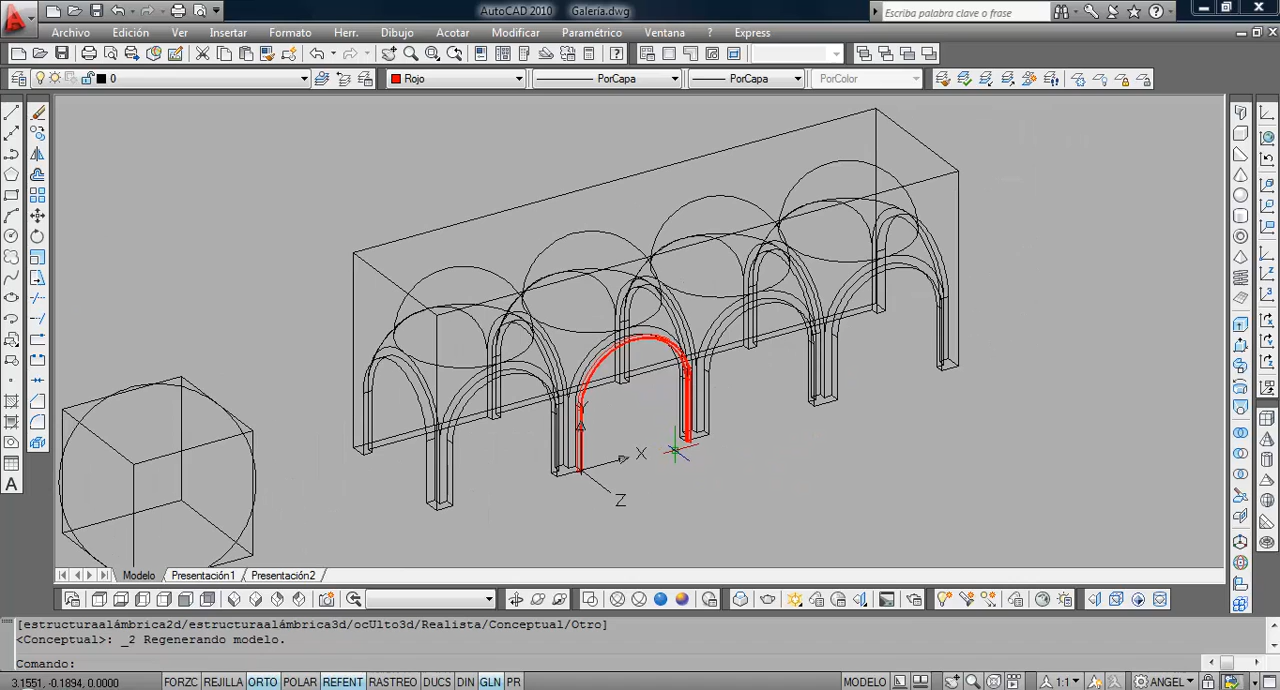 AutoCAD 2010 Galeria.dwg
Escriba palabra clave o frase
Archivo Edición Ver Insertar Formato Herr. Dibujo Acotar Modificar Paramétrico Ventana ? Express
0 Rojo PorCapa PorCapa PorColor
Y
X
Z
A
Modelo Presentación1 Presentación2
[estructuraalámbrica2d/estructuraalámbrica3d/ocUlto3d/Realista/Conceptual/Otro]
<Conceptual>: _2 Regenerando modelo.
Comando:
3.1551, -0.1894, 0.0000 FORZC REJILLA ORTO POLAR REFENT RASTREO DUCS DIN GLN PR MODELO 1:1 ANGEL